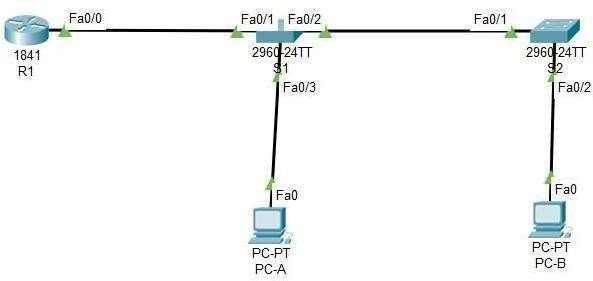 Fa0/0
1841
R1
Fa0/1
Fa0/2
2960-24TT
S1
Fa0/3
Fa0/1
2960-24TT
S2
Fa0/2
Fa0
PC-PT
PC-A
Fa0
PC-PT
PC-B